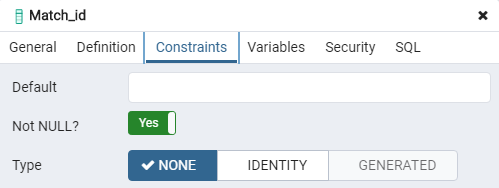 Match_id
General Definition Constraints Variables Security SQL
Default
Not NULL? Yes
Type NONE IDENTITY GENERATED